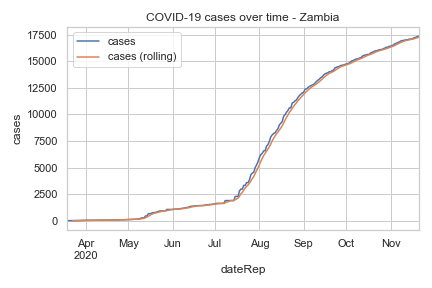 COVID-19 cases over time - Zambia
cases
cases (rolling)
17500
15000
12500
10000
7500
5000
2500
0
cases
Apr May Jun Jul Aug Sep Oct Nov
2020
dateRep